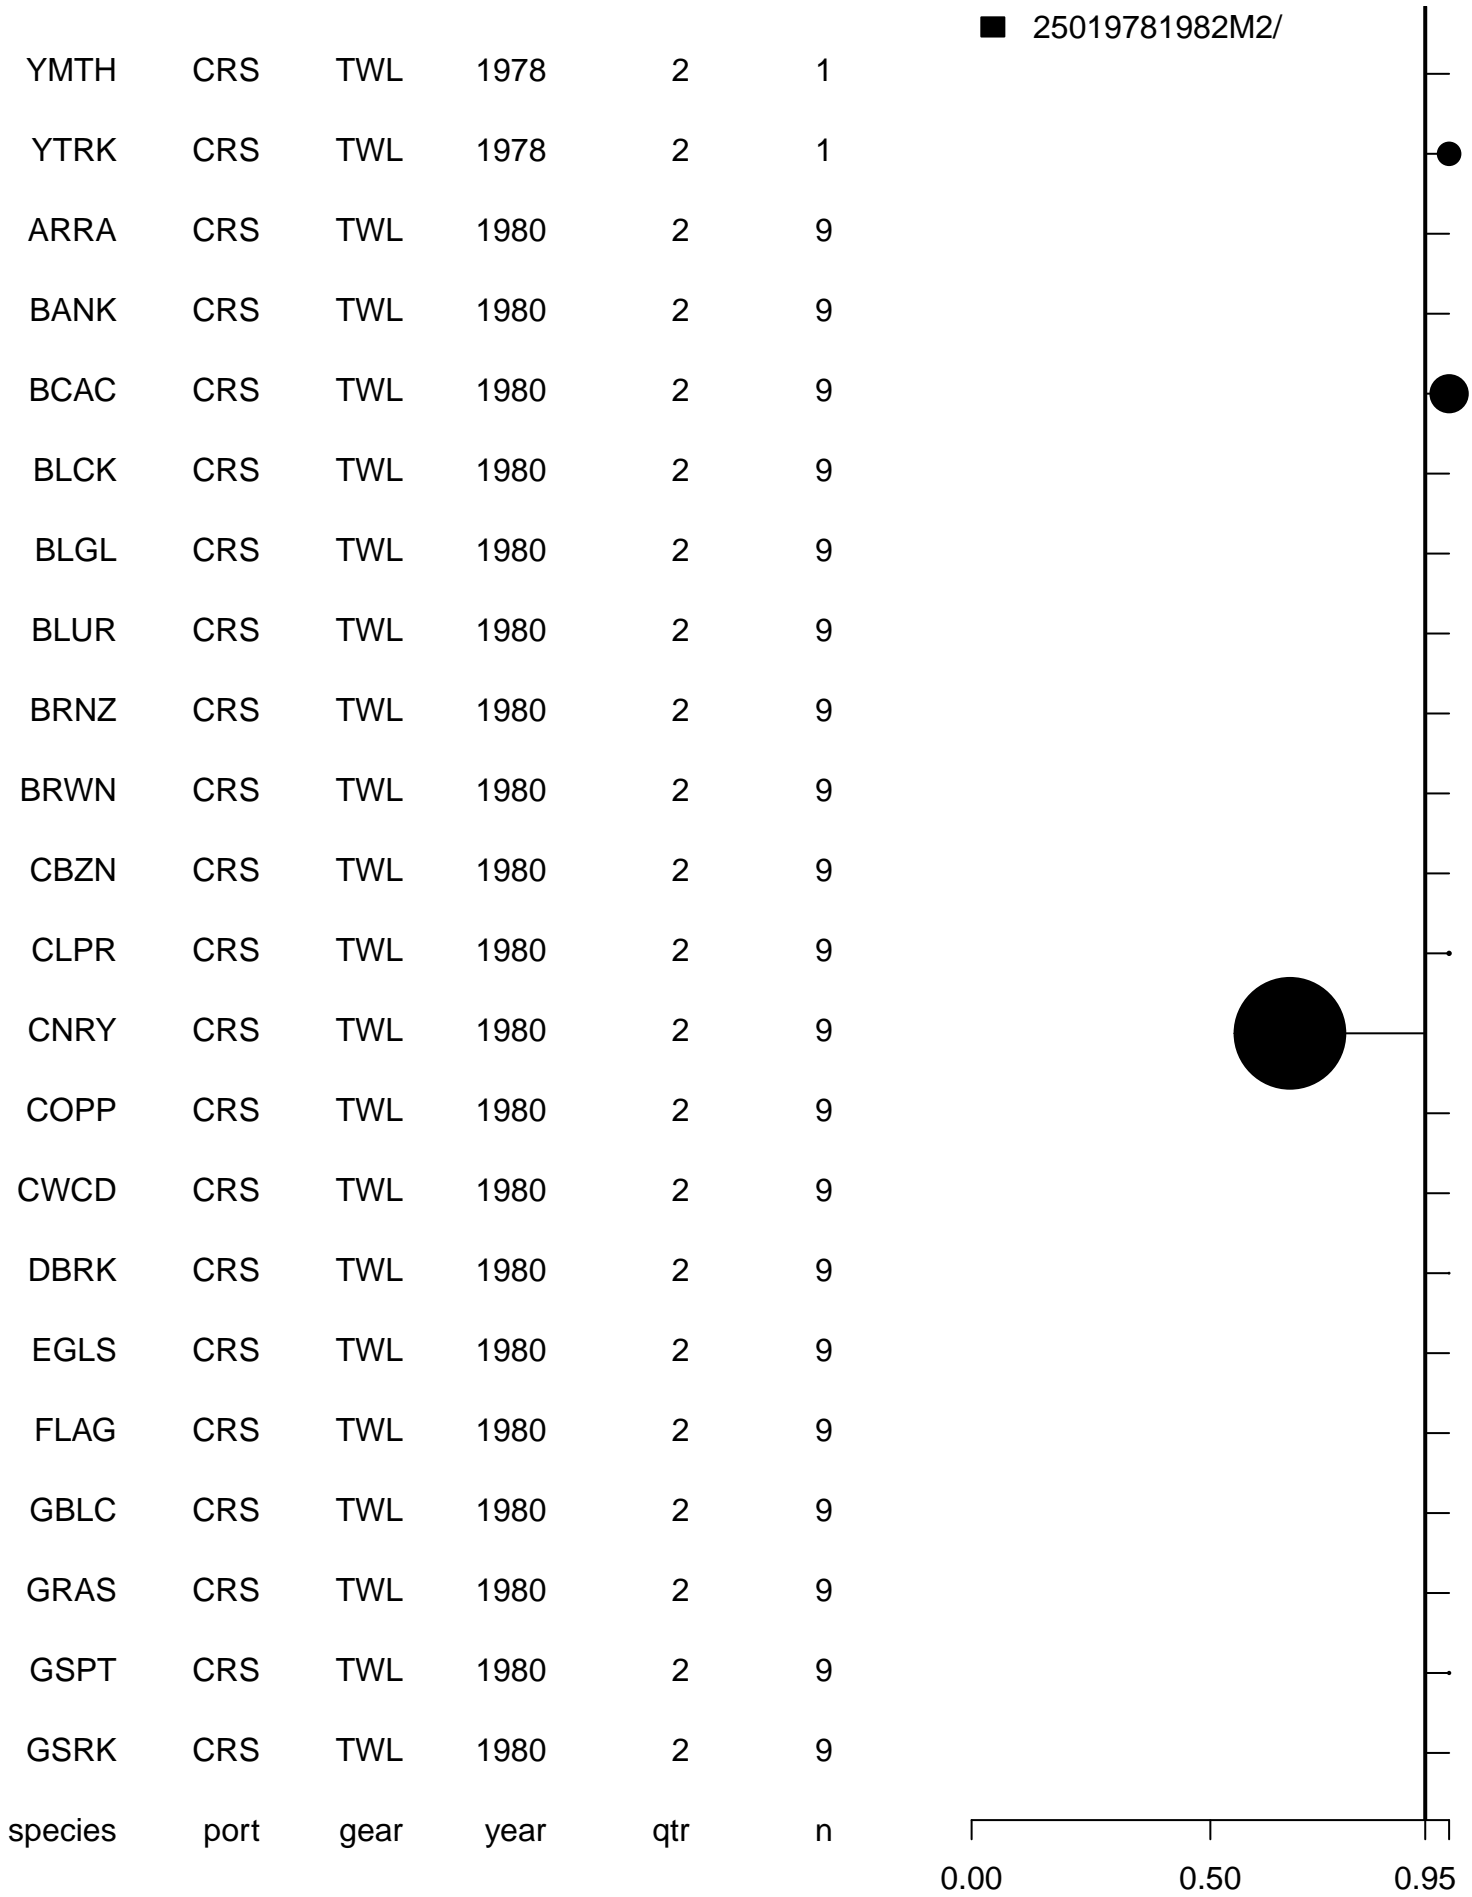 25019781982M2/
YMTH CRS TWL 1978 2 1
YTRK CRS TWL 1978 2 1
ARRA CRS TWL 1980 2 9
BANK CRS TWL 1980 2 9
BCAC CRS TWL 1980 2 9
BLCK CRS TWL 1980 2 9
BLGL CRS TWL 1980 2 9
BLUR CRS TWL 1980 2 9
BRNZ CRS TWL 1980 2 9
BRWN CRS TWL 1980 2 9
CBZN CRS TWL 1980 2 9
CLPR CRS TWL 1980 2 9
CNRY CRS TWL 1980 2 9
COPP CRS TWL 1980 2 9
CWCD CRS TWL 1980 2 9
DBRK CRS TWL 1980 2 9
EGLS CRS TWL 1980 2 9
FLAG CRS TWL 1980 2 9
GBLC CRS TWL 1980 2 9
GRAS CRS TWL 1980 2 9
GSPT CRS TWL 1980 2 9
GSRK CRS TWL 1980 2 9
species port gear year qtr n
0.00 0.50 0.95